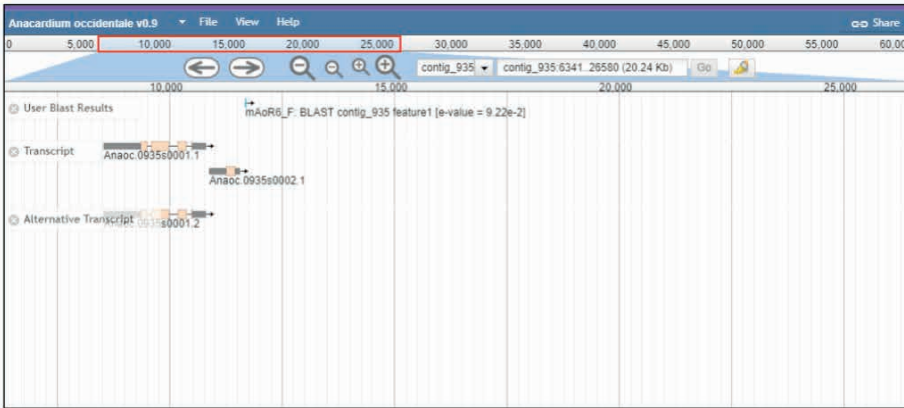 Anacardium occidentale v0.9 File View Help Share
0 5,000 10,000 15,000 20,000 25,000 30,000 35,000 40,000 45,000 50,000 55,000 60,00
contig_935 contig_935:6341..26580 (20.24 Kb) Go
10,000 15,000 20,000 25,000
User Blast Results
mAoR6_F: BLAST contig_935 feature1 [e-value = 9.22e-2]
Transcript
Anaoc.0935s0001.1
Anaoc.0935s0002.1
Alternative Transcript
Anaoc.0935s0001.2